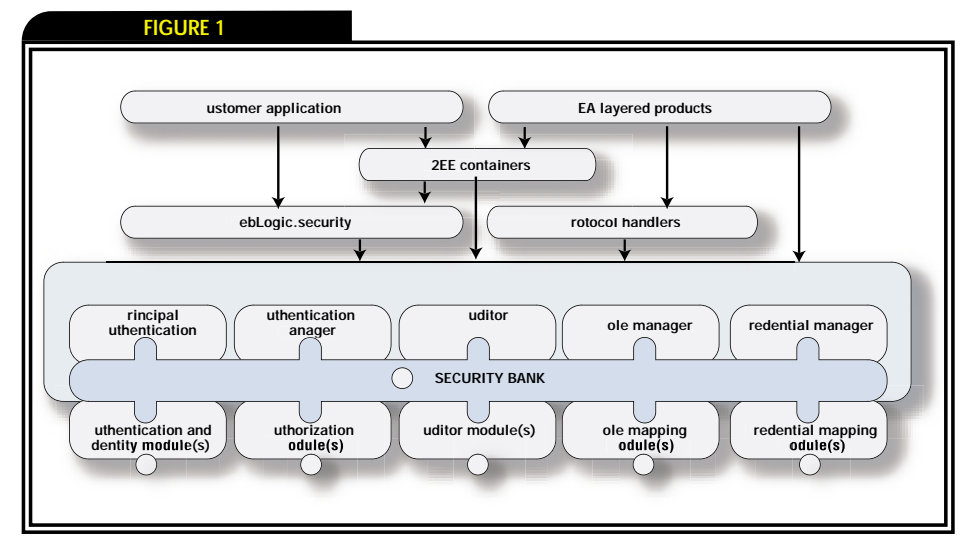 FIGURE 1
ustomer application
EA layered products
2EE containers
ebLogic.security
rotocol handlers
rincipal
uthentication
uthentication
anager
uditor
ole manager
redential manager
SECURITY BANK
uthentication and
dentity module(s)
uthorization
odule(s)
uditor module(s)
ole mapping
odule(s)
redential mapping
odule(s)